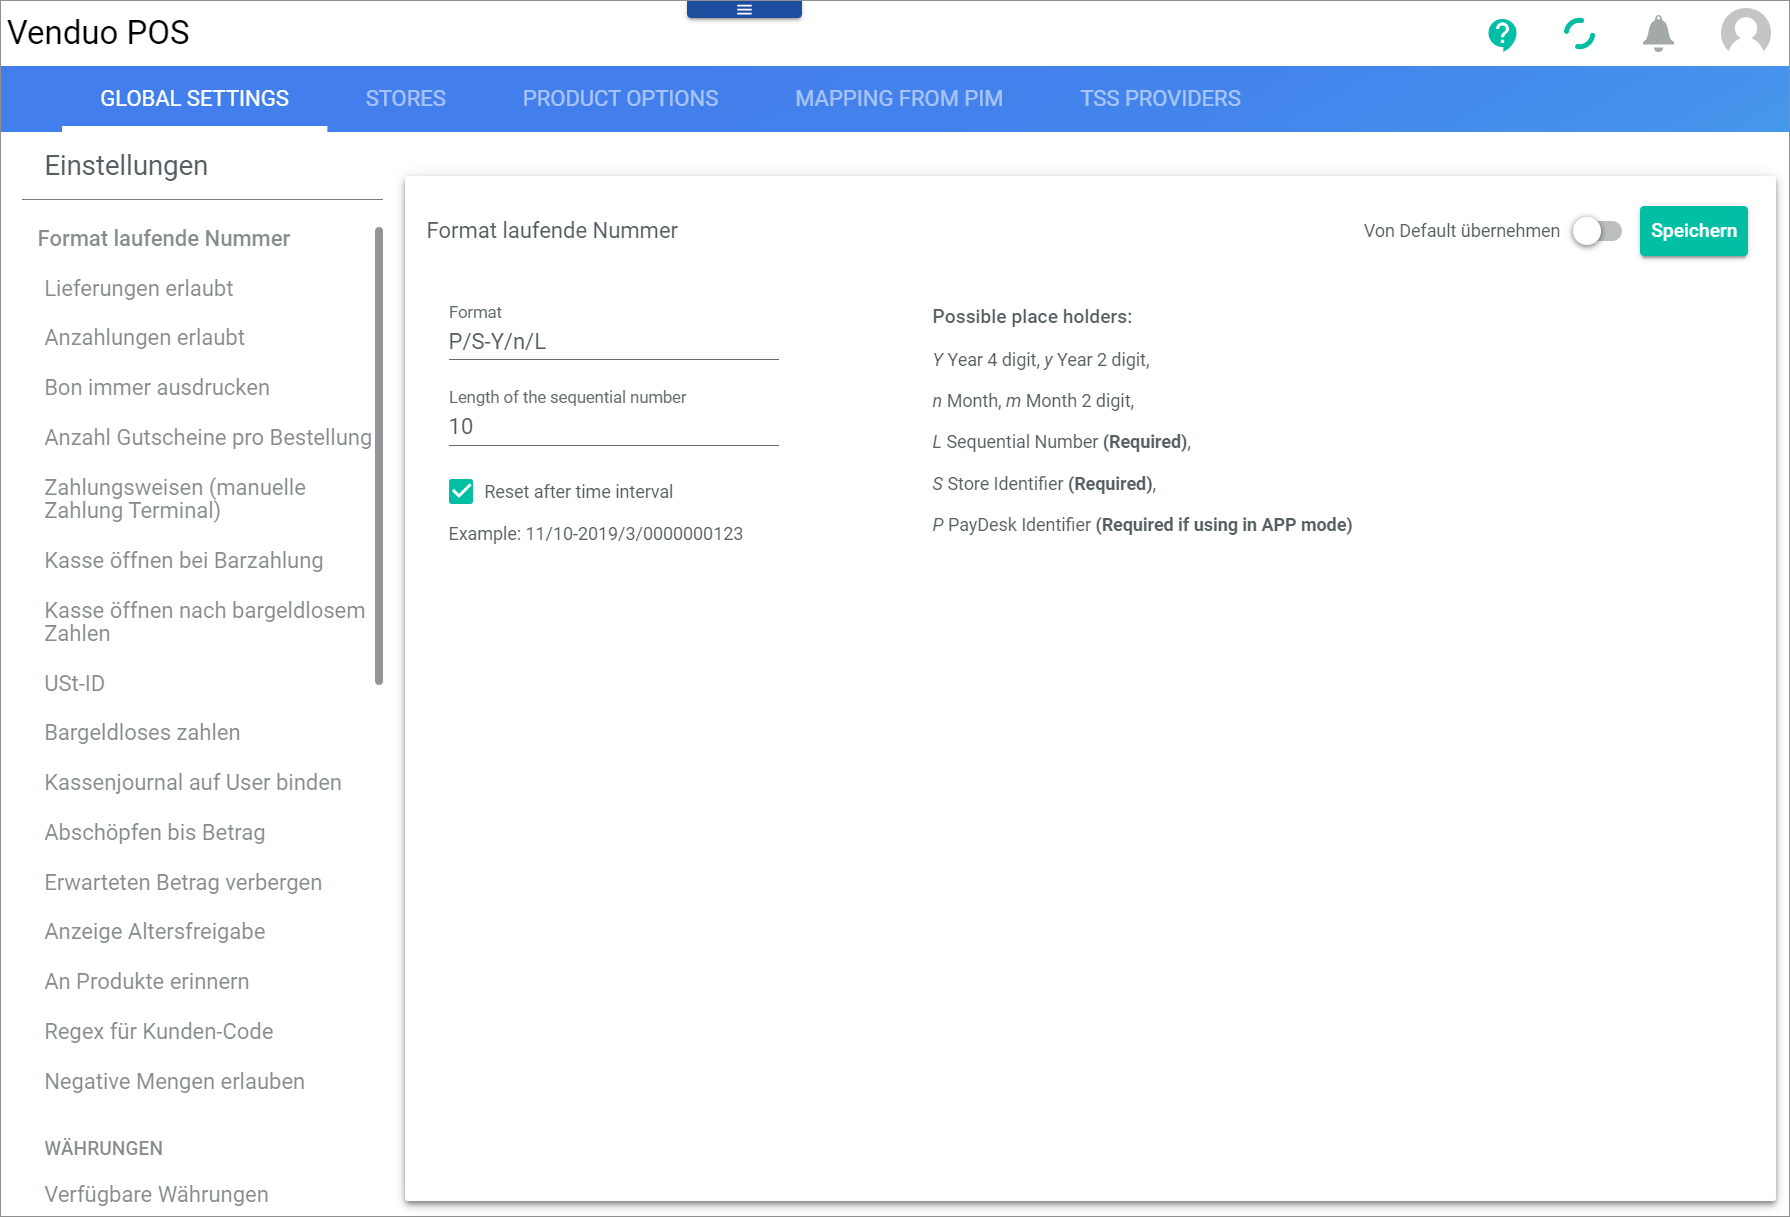 Venduo POS
GLOBAL SETTINGS
STORES
PRODUCT OPTIONS
MAPPING FROM PIM
TSS PROVIDERS
Einstellungen
Format laufende Nummer
Lieferungen erlaubt
Anzahlungen erlaubt
Bon immer ausdrucken
Anzahl Gutscheine pro Bestellung
Zahlungsweisen (manuelle
Zahlung Terminal)
Kasse öffnen bei Barzahlung
Kasse öffnen nach bargeldlosem
Zahlen
USt-ID
Bargeldloses zahlen
Kassenjournal auf User binden
Abschöpfen bis Betrag
Erwarteten Betrag verbergen
Anzeige Altersfreigabe
An Produkte erinnern
Regex für Kunden-Code
Negative Mengen erlauben
WÄHRUNGEN
Verfügbare Währungen
Format laufende Nummer
Von Default übernehmen
Speichern
Format
P/S-Y/n/L
Length of the sequential number
10
Reset after time interval
Example: 11/10-2019/3/0000000123
Possible place holders:
Y Year 4 digit, y Year 2 digit,
n Month, m Month 2 digit,
L Sequential Number (Required),
S Store Identifier (Required),
P PayDesk Identifier (Required if using in APP mode)